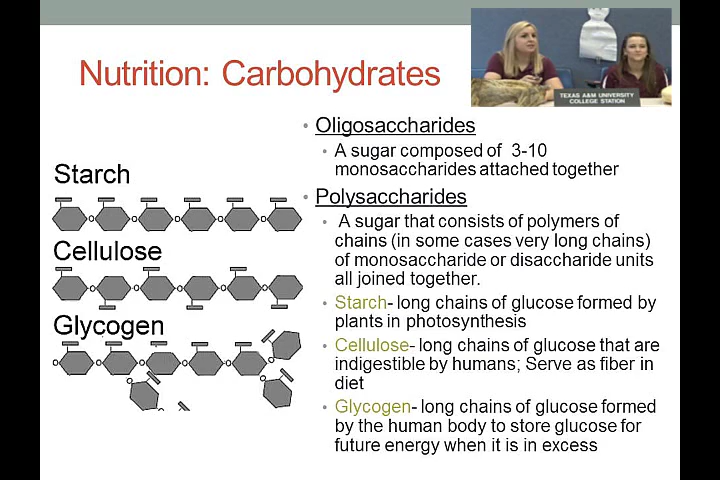 Nutrition: Carbohydrates
TEXAS A&M UNIVERSITY
COLLEGE STATION
Starch
Cellulose
Glycogen
• Oligosaccharides
• A sugar composed of 3-10
monosaccharides attached together
• Polysaccharides
• A sugar that consists of polymers of
chains (in some cases very long chains)
of monosaccharide or disaccharide units
all joined together.
• Starch- long chains of glucose formed by
plants in photosynthesis
• Cellulose- long chains of glucose that are
indigestible by humans; Serve as fiber in
diet
• Glycogen- long chains of glucose formed
by the human body to store glucose for
future energy when it is in excess